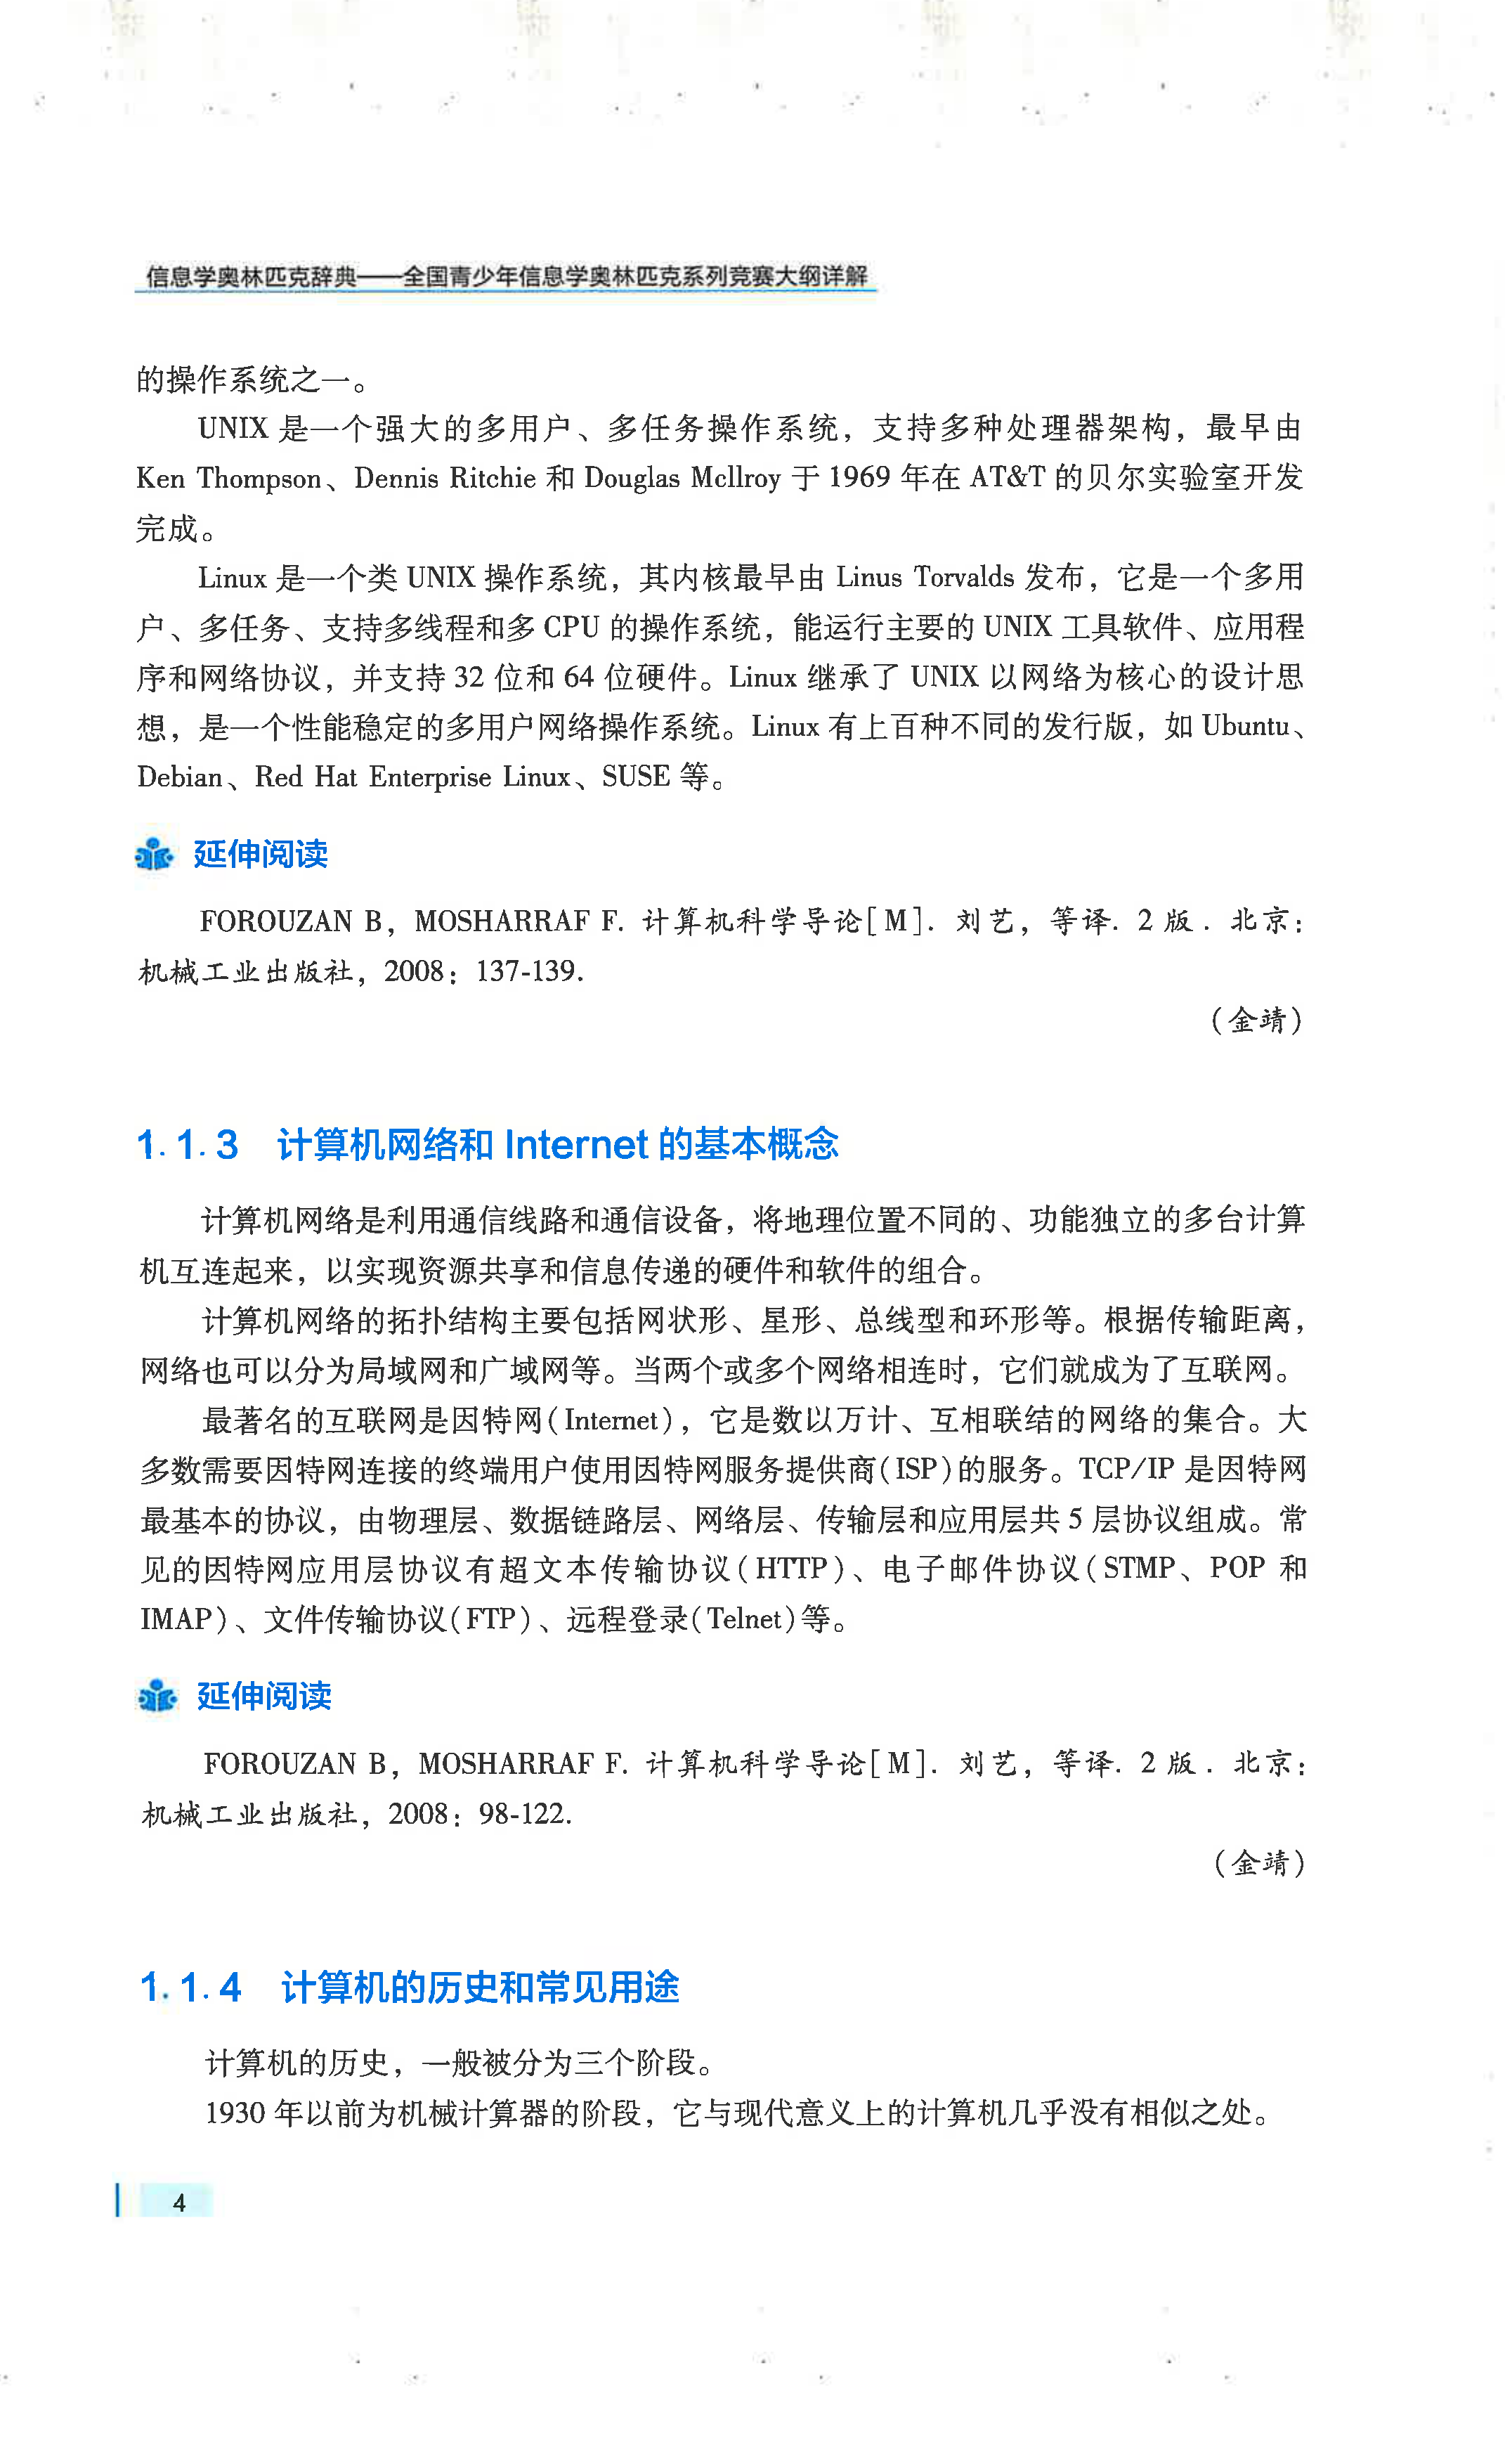 信息学奥林匹克辞典——全国青少年信息学奥林匹克系列竞赛大纲详解
的操作系统之一。
UNIX 是一个强大的多用户、多任务操作系统，支持多种处理器架构，最早由
Ken Thompson、Dennis Ritchie 和 Douglas Mcllroy 于 1969 年在 AT&T 的贝尔实验室开发
完成。
Linux 是一个类 UNIX 操作系统，其内核最早由 Linus Torvalds 发布，它是一个多用
户、多任务、支持多线程和多 CPU 的操作系统，能运行主要的 UNIX 工具软件、应用程
序和网络协议，并支持 32 位和 64 位硬件。Linux 继承了 UNIX 以网络为核心的设计思
想，是一个性能稳定的多用户网络操作系统。Linux 有上百种不同的发行版，如 Ubuntu、
Debian、Red Hat Enterprise Linux、SUSE 等。
延伸阅读
FOROUZAN B，MOSHARRAF F. 计算机科学导论[M]. 刘艺，等译. 2 版. 北京：
机械工业出版社，2008：137-139.
（金靖）
1.1.3 计算机网络和 Internet 的基本概念
计算机网络是利用通信线路和通信设备，将地理位置不同的、功能独立的多台计算
机互连起来，以实现资源共享和信息传递的硬件和软件的组合。
计算机网络的拓扑结构主要包括网状形、星形、总线型和环形等。根据传输距离，
网络也可以分为局域网和广域网等。当两个或多个网络相连时，它们就成为了互联网。
最著名的互联网是因特网(Internet)，它是数以万计、互相联结的网络的集合。大
多数需要因特网连接的终端用户使用因特网服务提供商(ISP)的服务。TCP/IP 是因特网
最基本的协议，由物理层、数据链路层、网络层、传输层和应用层共 5 层协议组成。常
见的因特网应用层协议有超文本传输协议(HTTP)、电子邮件协议(STMP、POP 和
IMAP)、文件传输协议(FTP)、远程登录(Telnet)等。
延伸阅读
FOROUZAN B，MOSHARRAF F. 计算机科学导论[M]. 刘艺，等译. 2 版. 北京：
机械工业出版社，2008：98-122.
（金靖）
1.1.4 计算机的历史和常见用途
计算机的历史，一般被分为三个阶段。
1930 年以前为机械计算器的阶段，它与现代意义上的计算机几乎没有相似之处。
4